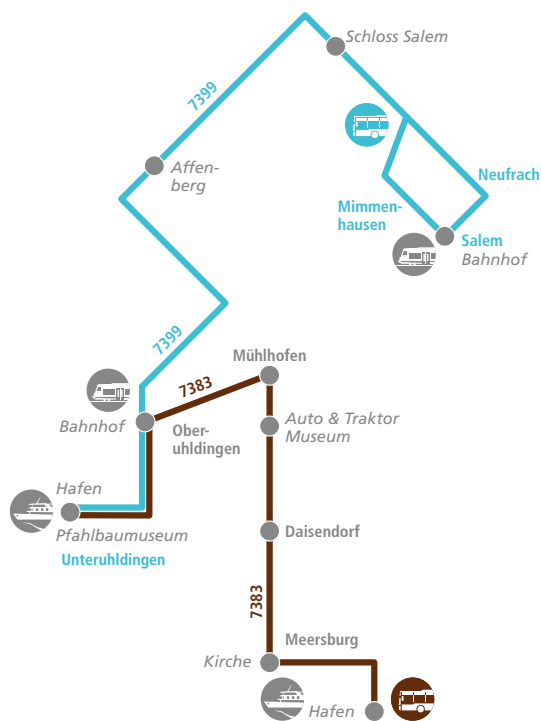 Schloss Salem
7399
Affen-
berg
Neufrach
Mimmen-
hausen
Salem
Bahnhof
7399
Mühlhofen
7383
Bahnhof
Ober-
uhldingen
Auto & Traktor
Museum
Hafen
Pfahlbaumuseum
Unteruhldingen
Daisendorf
7383
Meersburg
Kirche
Hafen